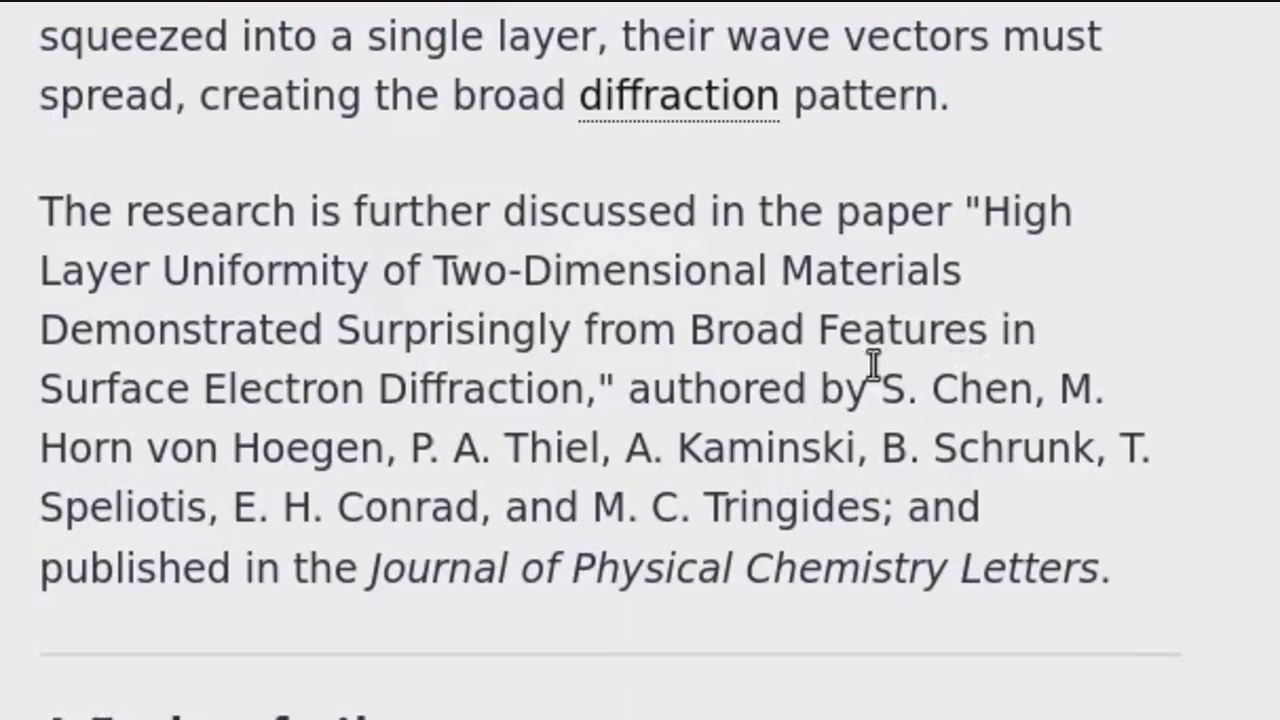 squeezed into a single layer, their wave vectors must
spread, creating the broad diffraction pattern.
The research is further discussed in the paper "High
Layer Uniformity of Two-Dimensional Materials
Demonstrated Surprisingly from Broad Features in
Surface Electron Diffraction," authored by S. Chen, M.
Horn von Hoegen, P. A. Thiel, A. Kaminski, B. Schrunk, T.
Speliotis, E. H. Conrad, and M. C. Tringides; and
published in the Journal of Physical Chemistry Letters.